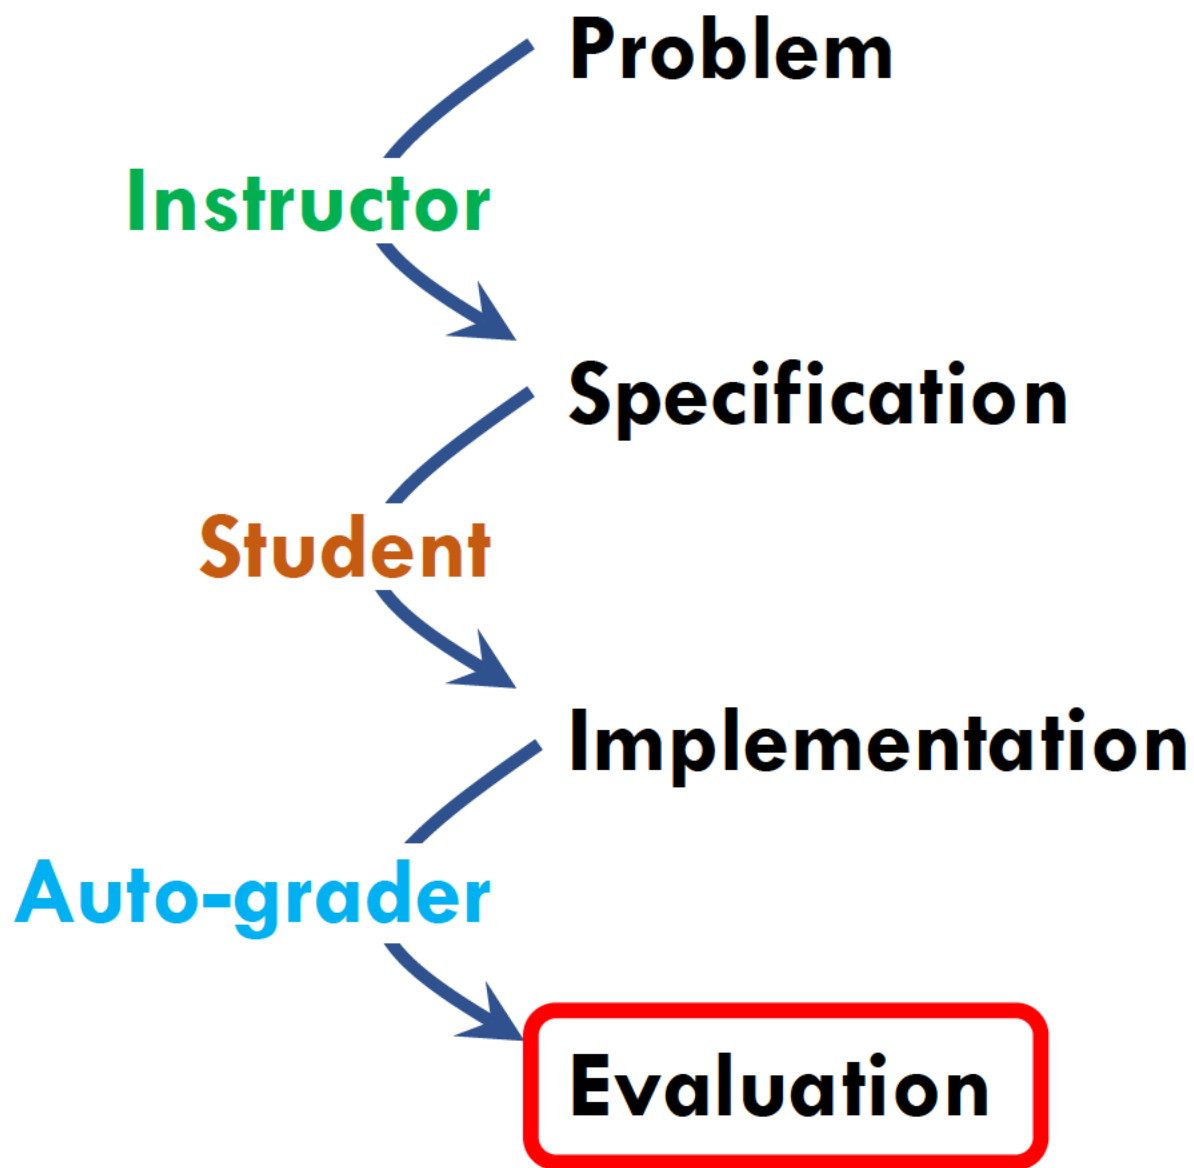 Problem
Instructor
Specification
Student
Implementation
Auto-grader
Evaluation